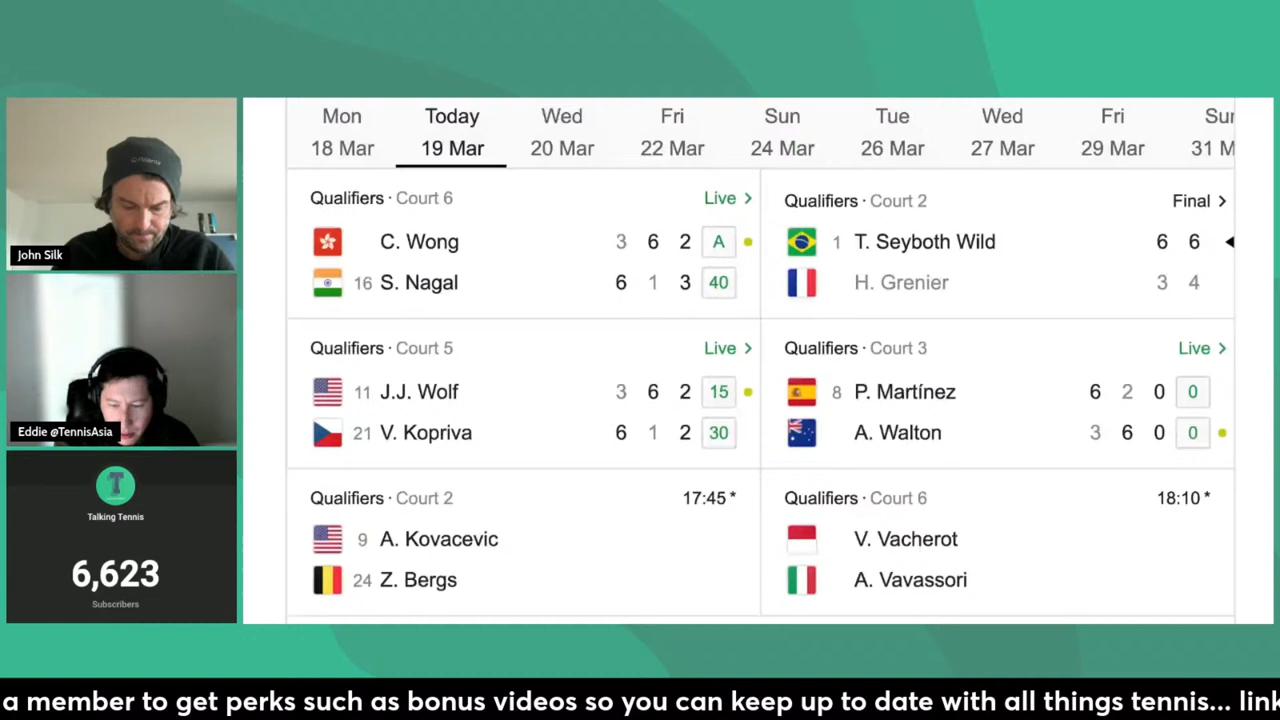 John Silk
Eddie @TennisAsia
Talking Tennis
6,623
Subscribers
Mon Today Wed Fri Sun Tue Wed Fri Sur
18 Mar 19 Mar 20 Mar 22 Mar 24 Mar 26 Mar 27 Mar 29 Mar 31 M
Qualifiers · Court 6 Live >
C. Wong 3 6 2 A
16 S. Nagal 6 1 3 40
Qualifiers · Court 2 Final >
1 T. Seyboth Wild 6 6
H. Grenier 3 4
Qualifiers · Court 5 Live >
11 J.J. Wolf 3 6 2 15
21 V. Kopriva 6 1 2 30
Qualifiers · Court 3 Live >
8 P. Martínez 6 2 0 0
A. Walton 3 6 0 0
Qualifiers · Court 2 17:45 *
9 A. Kovacevic
24 Z. Bergs
Qualifiers · Court 6 18:10 *
V. Vacherot
A. Vavassori
a member to get perks such as bonus videos so you can keep up to date with all things tennis... link